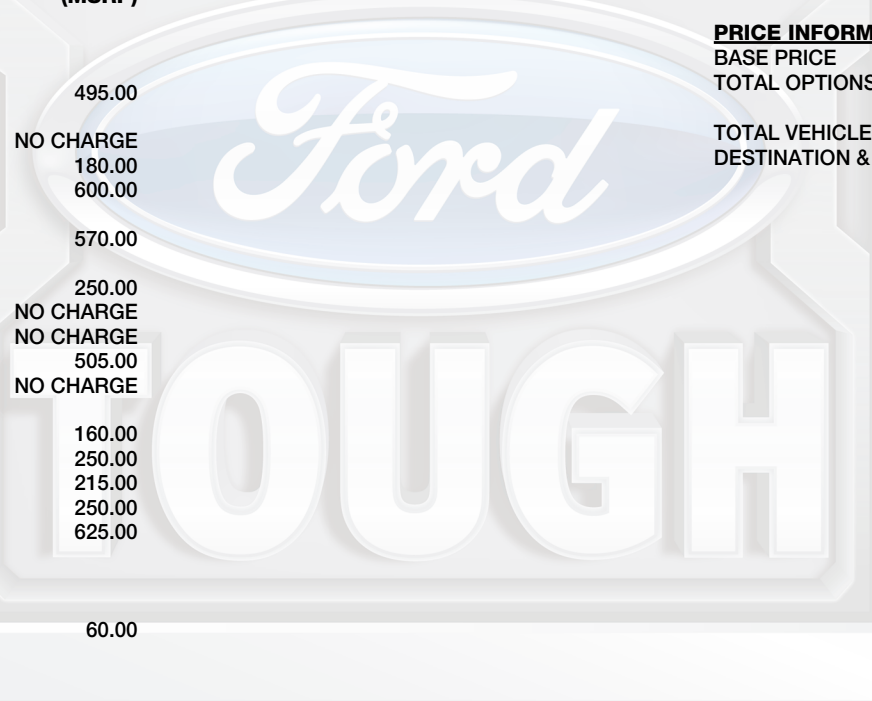 (MSRP)
495.00
NO CHARGE
180.00
600.00
570.00
250.00
NO CHARGE
NO CHARGE
505.00
NO CHARGE
160.00
250.00
215.00
250.00
625.00
60.00
PRICE INFORM
BASE PRICE
TOTAL OPTIONS
TOTAL VEHICLE
DESTINATION &
Ford
TOUGH